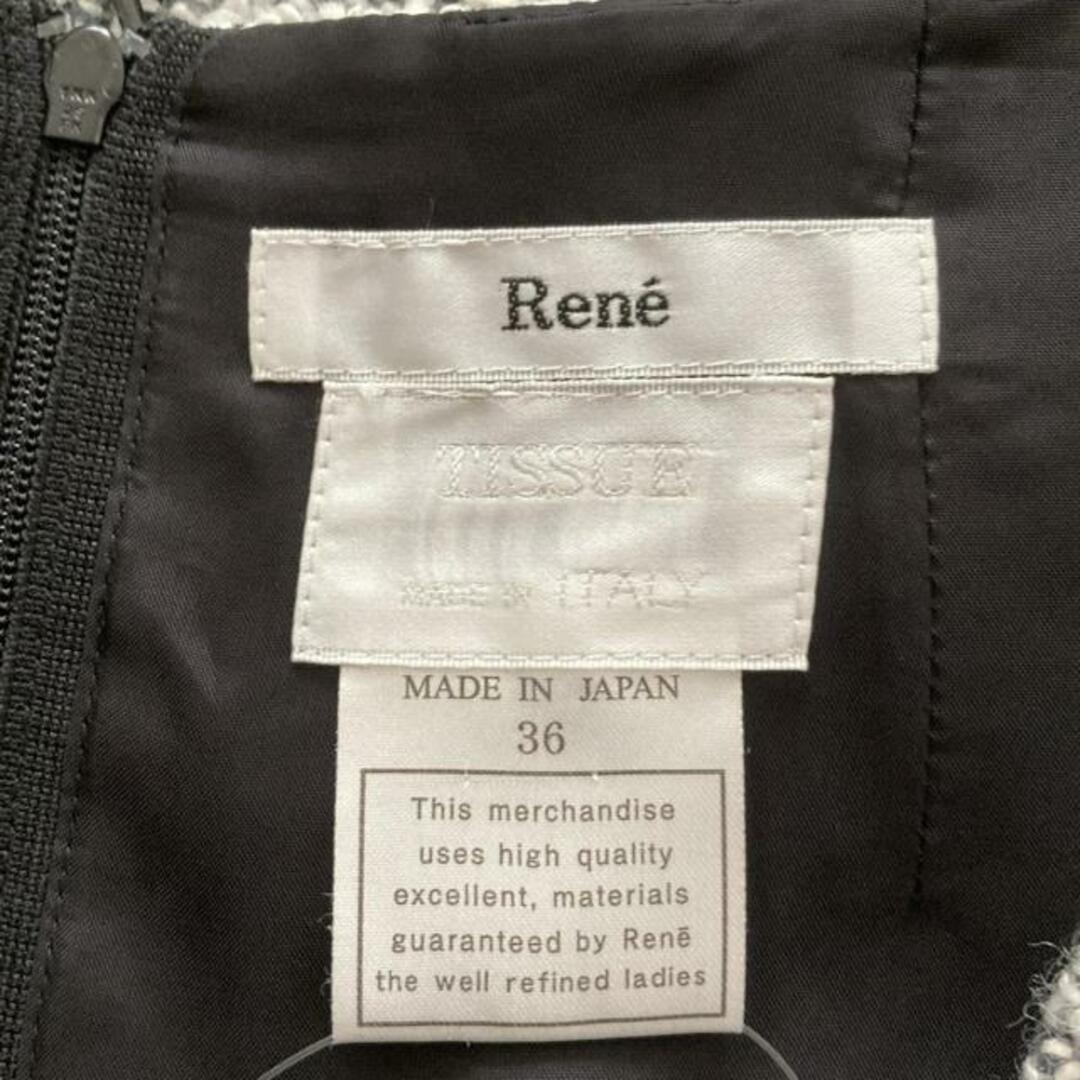 YKK
René
TISSUE
MADE IN ITALY
MADE IN JAPAN
36
This merchandise
uses high quality
excellent, materials
guaranteed by Renē
the well refined ladies